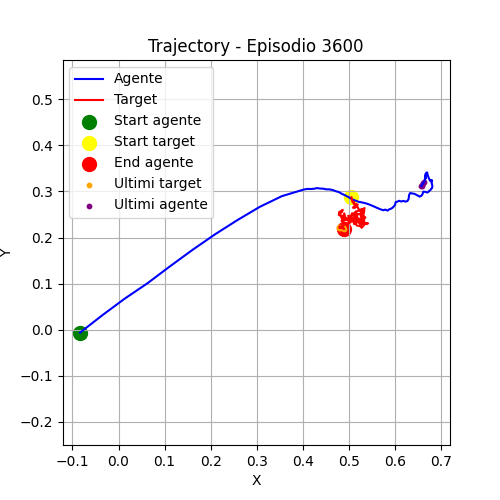 Trajectory - Episodio 3600
Agente
Target
Start agente
Start target
End agente
Ultimi target
Ultimi agente
0.5
0.4
0.3
0.2
0.1
0.0
−0.1
−0.2
Y
−0.1
0.0
0.1
0.2
0.3
0.4
0.5
0.6
0.7
X